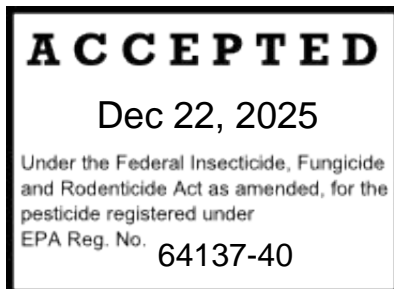 ACCEPTED
Dec 22, 2025
Under the Federal Insecticide, Fungicide
and Rodenticide Act as amended, for the
pesticide registered under
EPA Reg. No. 64137-40